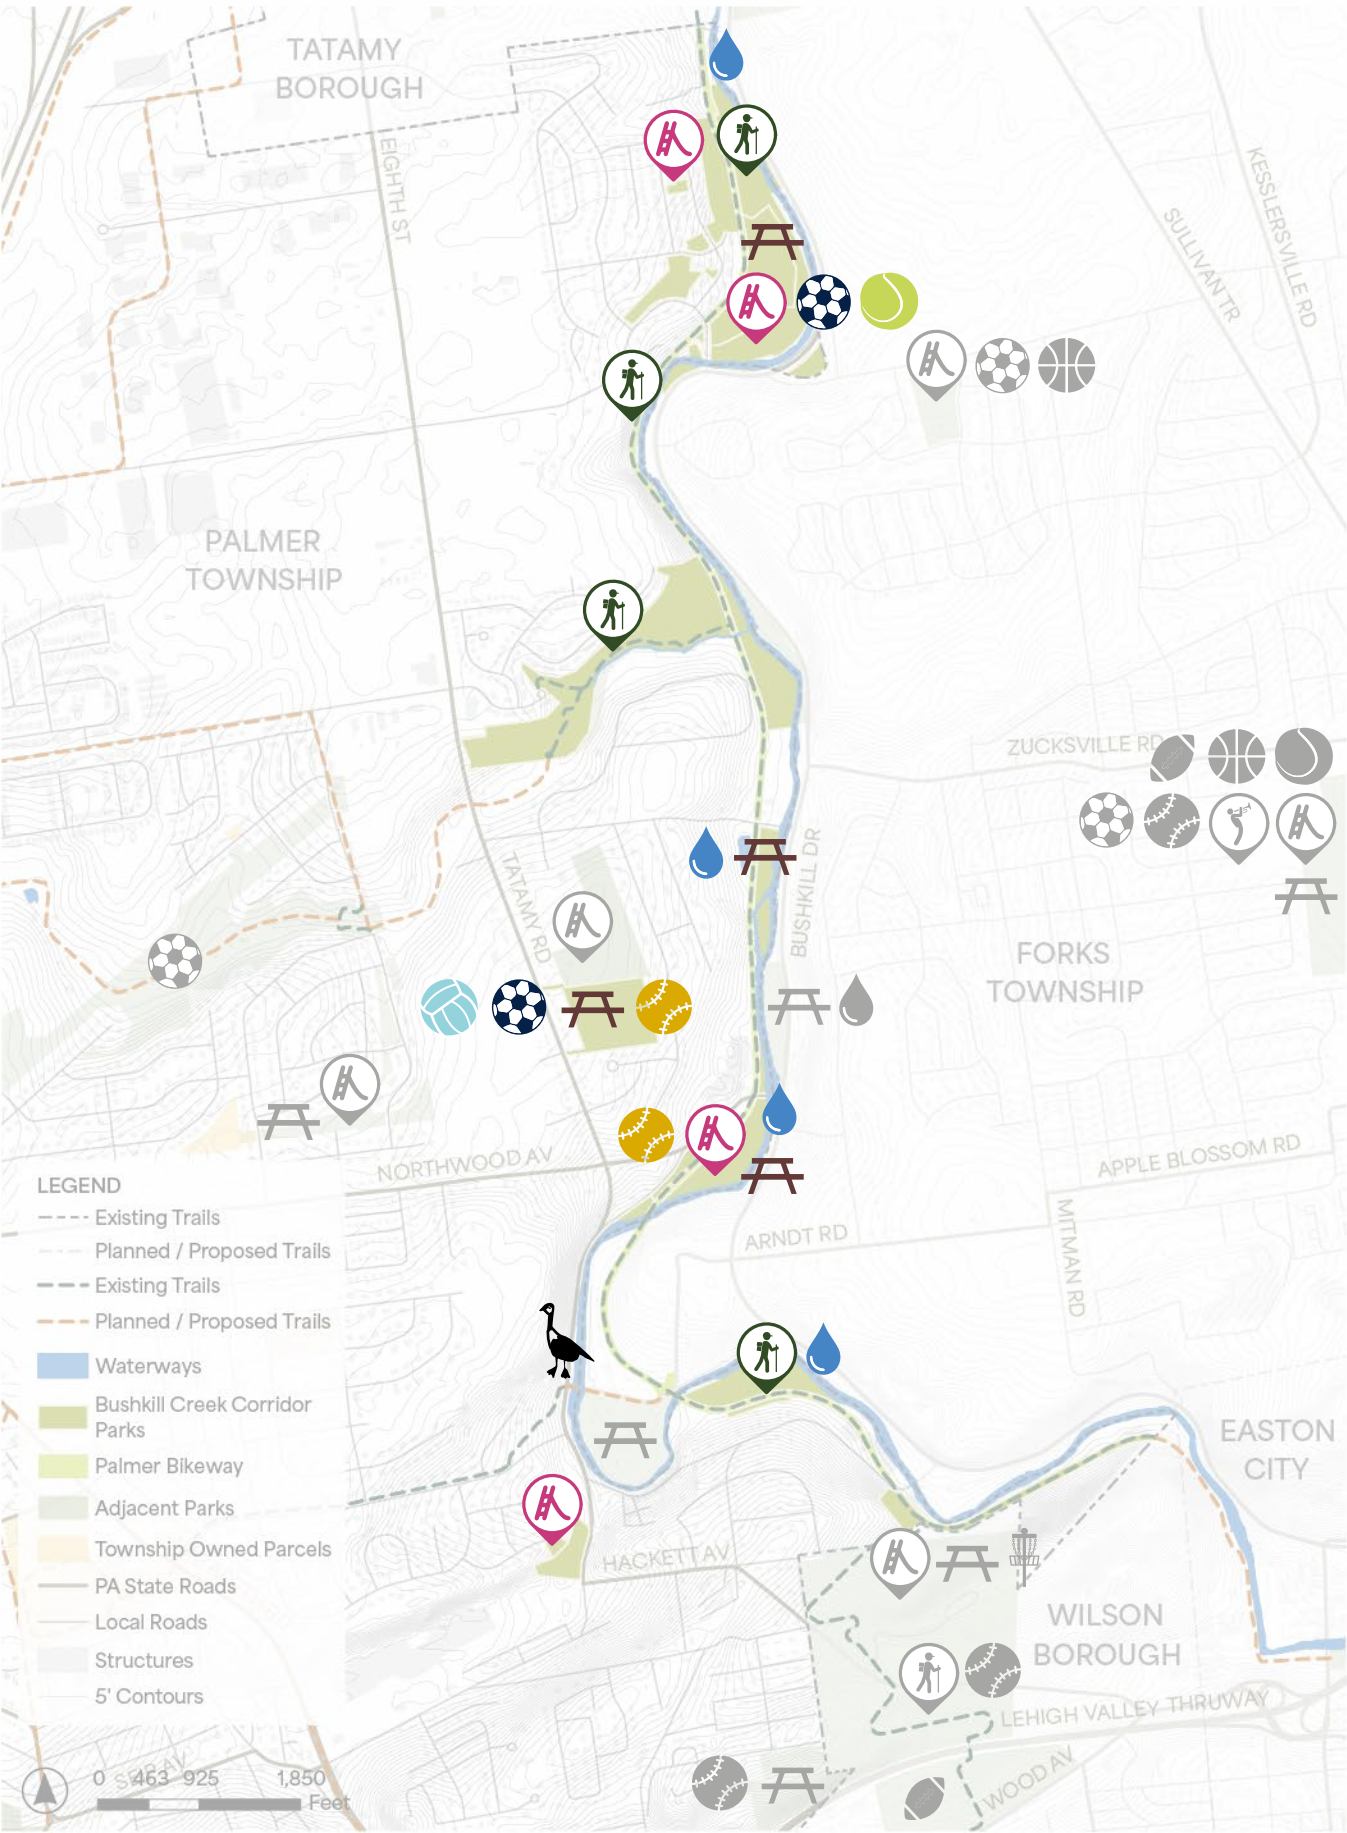 TATAMY
BOROUGH
EIGHTH ST
KESSLERSVILLE RD
SULLIVAN TR
PALMER
TOWNSHIP
ZUCKSVILLE RD
TATAMY RD
BUSHKILL DR
FORKS
TOWNSHIP
NORTHWOOD AV
APPLE BLOSSOM RD
MITMAN RD
ARNDT RD
LEGEND
Existing Trails
Planned / Proposed Trails
Existing Trails
Planned / Proposed Trails
Waterways
Bushkill Creek Corridor
Parks
Palmer Bikeway
Adjacent Parks
Township Owned Parcels
PA State Roads
Local Roads
Structures
5' Contours
EASTON
CITY
HACKETT AV
WILSON
BOROUGH
LEHIGH VALLEY THRUWAY
WOOD AV
0 463 925 1,850
Feet